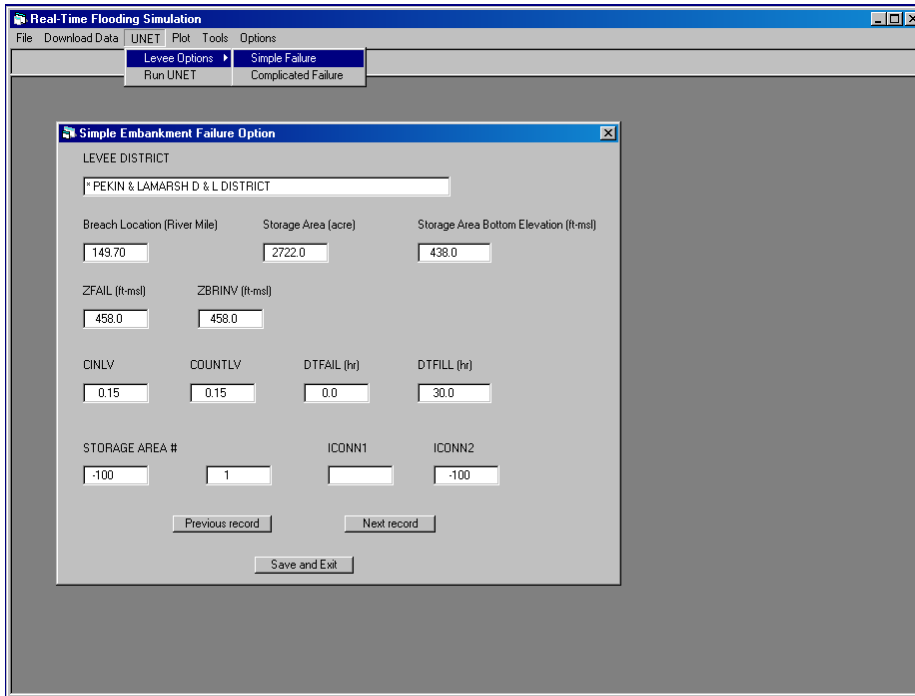 Real-Time Flooding Simulation
File Download Data UNET Plot Tools Options
Levee Options Simple Failure
Run UNET Complicated Failure
Simple Embankment Failure Option
LEVEE DISTRICT
* PEKIN & LAMARSH D & L DISTRICT
Breach Location (River Mile) Storage Area (acre) Storage Area Bottom Elevation (ft-msl)
149.70 2722.0 438.0
ZFAIL (ft-msl) ZBRINV (ft-msl)
458.0 458.0
CINLV COUNTLV DTFAIL (hr) DTFILL (hr)
0.15 0.15 0.0 30.0
STORAGE AREA # ICONN1 ICONN2
-100 1 -100
Previous record Next record
Save and Exit